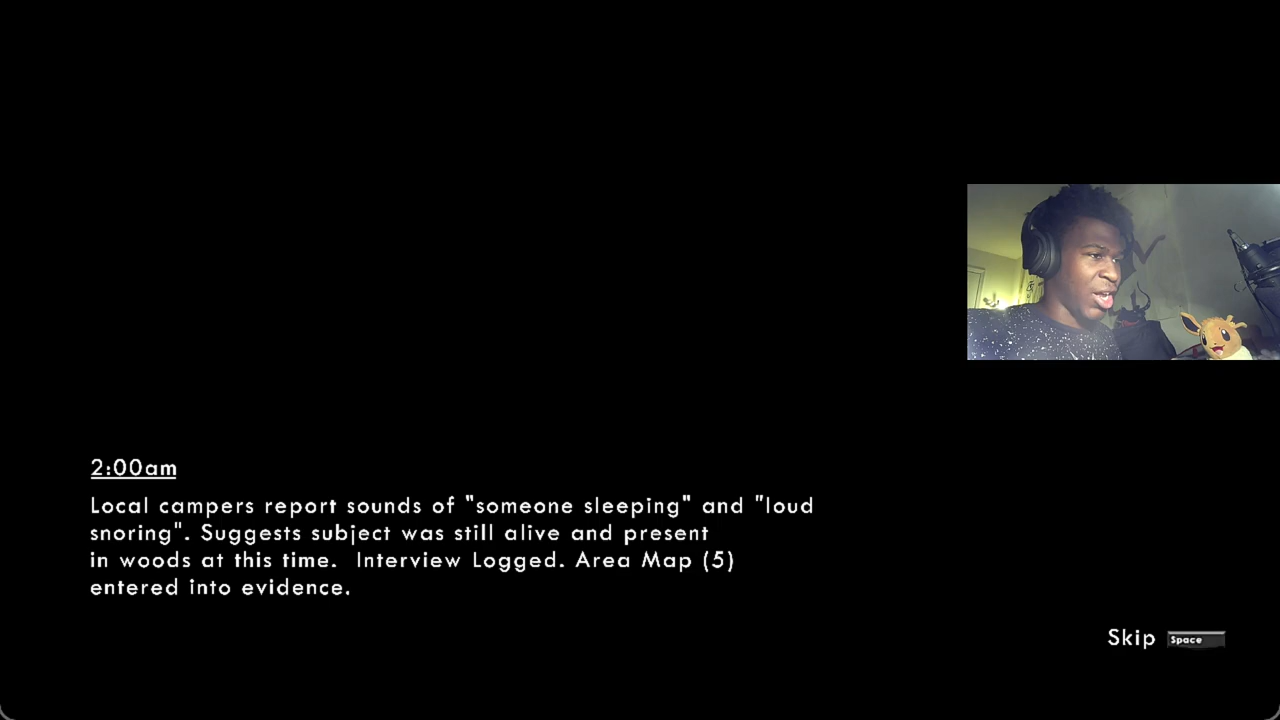 2:00am
Local campers report sounds of "someone sleeping" and "loud
snoring". Suggests subject was still alive and present
in woods at this time.  Interview Logged. Area Map (5)
entered into evidence.
Skip Space